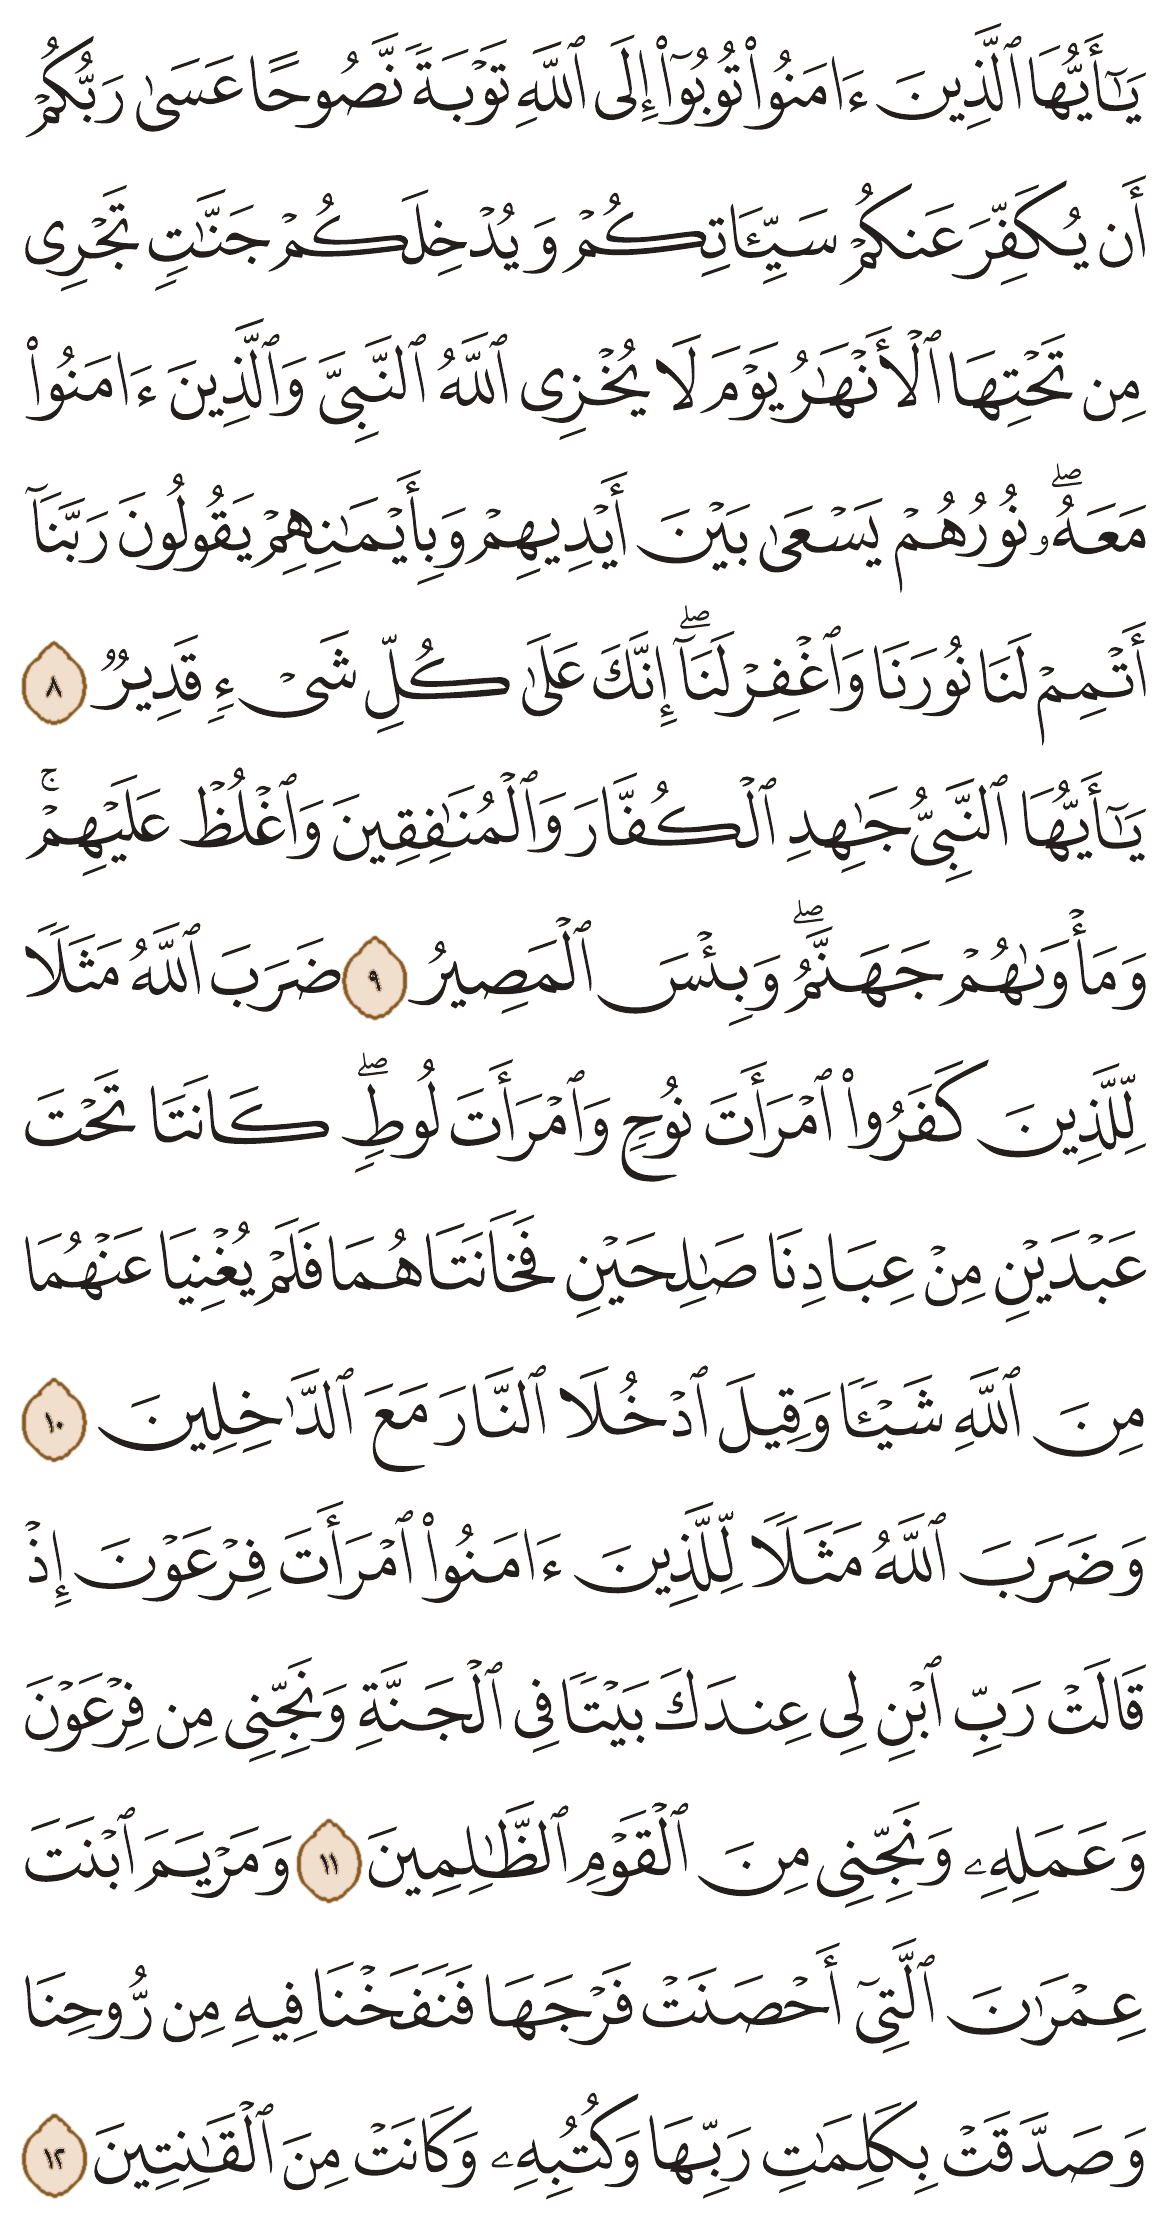 يَـٰٓأَيُّهَا ٱلَّذِينَ ءَامَنُوا۟ تُوبُوٓا۟ إِلَى ٱللَّهِ تَوْبَةً نَّصُوحًا عَسَىٰ رَبُّكُمْ
أَن يُكَفِّرَ عَنكُمْ سَيِّـَٔاتِكُمْ وَيُدْخِلَكُمْ جَنَّـٰتٍ تَجْرِى
مِن تَحْتِهَا ٱلْأَنْهَـٰرُ يَوْمَ لَا يُخْزِى ٱللَّهُ ٱلنَّبِىَّ وَٱلَّذِينَ ءَامَنُوا۟
مَعَهُۥ ۖ نُورُهُمْ يَسْعَىٰ بَيْنَ أَيْدِيهِمْ وَبِأَيْمَـٰنِهِمْ يَقُولُونَ رَبَّنَآ
أَتْمِمْ لَنَا نُورَنَا وَٱغْفِرْ لَنَآ ۖ إِنَّكَ عَلَىٰ كُلِّ شَىْءٍ قَدِيرٌ ٨
يَـٰٓأَيُّهَا ٱلنَّبِىُّ جَـٰهِدِ ٱلْكُفَّارَ وَٱلْمُنَـٰفِقِينَ وَٱغْلُظْ عَلَيْهِمْ ۚ
وَمَأْوَىٰهُمْ جَهَنَّمُ ۖ وَبِئْسَ ٱلْمَصِيرُ ٩ ضَرَبَ ٱللَّهُ مَثَلًا
لِّلَّذِينَ كَفَرُوا۟ ٱمْرَأَتَ نُوحٍ وَٱمْرَأَتَ لُوطٍ ۖ كَانَتَا تَحْتَ
عَبْدَيْنِ مِنْ عِبَادِنَا صَـٰلِحَيْنِ فَخَانَتَاهُمَا فَلَمْ يُغْنِيَا عَنْهُمَا
مِنَ ٱللَّهِ شَيْـًٔا وَقِيلَ ٱدْخُلَا ٱلنَّارَ مَعَ ٱلدَّٰخِلِينَ ١٠
وَضَرَبَ ٱللَّهُ مَثَلًا لِّلَّذِينَ ءَامَنُوا۟ ٱمْرَأَتَ فِرْعَوْنَ إِذْ
قَالَتْ رَبِّ ٱبْنِ لِى عِندَكَ بَيْتًا فِى ٱلْجَنَّةِ وَنَجِّنِى مِن فِرْعَوْنَ
وَعَمَلِهِۦ وَنَجِّنِى مِنَ ٱلْقَوْمِ ٱلظَّـٰلِمِينَ ١١ وَمَرْيَمَ ٱبْنَتَ
عِمْرَٰنَ ٱلَّتِىٓ أَحْصَنَتْ فَرْجَهَا فَنَفَخْنَا فِيهِ مِن رُّوحِنَا
وَصَدَّقَتْ بِكَلِمَـٰتِ رَبِّهَا وَكُتُبِهِۦ وَكَانَتْ مِنَ ٱلْقَـٰنِتِينَ ١٢